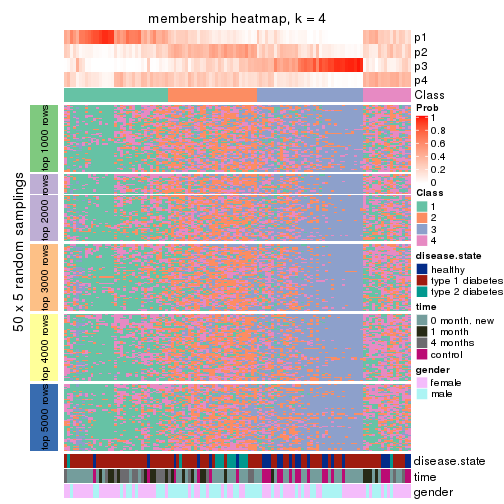 membership heatmap, k = 4
p1
p2
p3
p4
Class
50 x 5 random samplings
top 1000 rows
top 2000 rows
top 3000 rows
top 4000 rows
top 5000 rows
Prob
1
0.8
0.6
0.4
0.2
0
Class
1
2
3
4
disease.state
healthy
type 1 diabetes
type 2 diabetes
time
0 month. new
1 month
4 months
control
gender
female
male
disease.state
time
gender